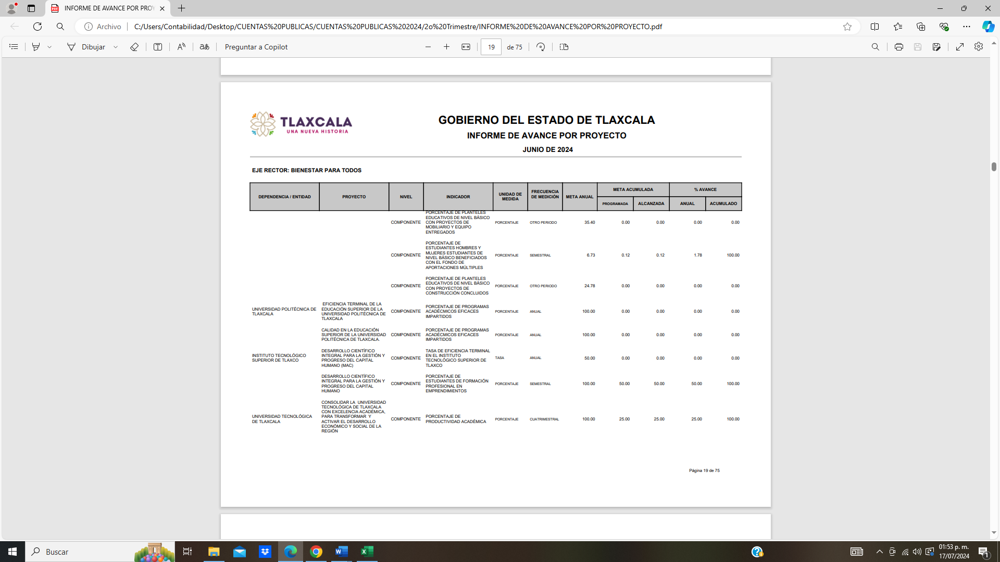 INFORME DE AVANCE POR PROY
Archivo
C:/Users/Contabilidad/Desktop/CUENTAS%20PUBLICAS/CUENTAS%20PUBLICAS%202024/2o%20Trimestre/INFORME%20DE%20AVANCE%20POR%20PROYECTO.pdf
Dibujar
aあ
Preguntar a Copilot
19
de 75
TLAXCALA
UNA NUEVA HISTORIA
GOBIERNO DEL ESTADO DE TLAXCALA
INFORME DE AVANCE POR PROYECTO
JUNIO DE 2024
EJE RECTOR: BIENESTAR PARA TODOS
DEPENDENCIA / ENTIDAD
PROYECTO
NIVEL
INDICADOR
UNIDAD DE
MEDIDA
FRECUENCIA
DE MEDICIÓN
META ANUAL
META ACUMULADA
PROGRAMADA
ALCANZADA
% AVANCE
ANUAL
ACUMULADO
COMPONENTE
PORCENTAJE DE PLANTELES
EDUCATIVOS DE NIVEL BÁSICO
CON PROYECTOS DE
MOBILIARIO Y EQUIPO
ENTREGADOS
PORCENTAJE
OTRO PERIODO
35.40
0.00
0.00
0.00
0.00
COMPONENTE
PORCENTAJE DE
ESTUDIANTES HOMBRES Y
MUJERES ESTUDIANTES DE
NIVEL BÁSICO BENEFICIADOS
CON EL FONDO DE
APORTACIONES MÚLTIPLES
PORCENTAJE
SEMESTRAL
6.73
0.12
0.12
1.78
100.00
COMPONENTE
PORCENTAJE DE PLANTELES
EDUCATIVOS DE NIVEL BÁSICO
CON PROYECTOS DE
CONSTRUCCIÓN CONCLUIDOS
PORCENTAJE
OTRO PERIODO
24.78
0.00
0.00
0.00
0.00
UNIVERSIDAD POLITÉCNICA DE
TLAXCALA
EFICIENCIA TERMINAL DE LA
EDUCACIÓN SUPERIOR DE LA
UNIVERSIDAD POLITÉCNICA DE
TLAXCALA
COMPONENTE
PORCENTAJE DE PROGRAMAS
ACADÉCMICOS EFICACES
IMPARTIDOS
PORCENTAJE
ANUAL
100.00
0.00
0.00
0.00
0.00
CALIDAD EN LA EDUCACIÓN
SUPERIOR DE LA UNIVERSIDAD
POLITÉCNICA DE TLAXCALA.
COMPONENTE
PORCENTAJE DE PROGRAMAS
ACADÉCMICOS EFICACES
IMPARTIDOS
PORCENTAJE
ANUAL
100.00
0.00
0.00
0.00
0.00
INSTITUTO TECNOLÓGICO
SUPERIOR DE TLAXCO
DESARROLLO CIENTÍFICO
INTEGRAL PARA LA GESTIÓN Y
PROGRESO DEL CAPITAL
HUMANO (MAC)
COMPONENTE
TASA DE EFICIENCIA TERMINAL
EN EL INSTITUTO
TECNOLÓGICO SUPERIOR DE
TLAXCO
TASA
ANUAL
50.00
0.00
0.00
0.00
0.00
DESARROLLO CIENTÍFICO
INTEGRAL PARA LA GESTIÓN Y
PROGRESO DEL CAPITAL
HUMANO
COMPONENTE
PORCENTAJE DE
ESTUDIANTES DE FORMACIÓN
PROFESIONAL EN
EMPRENDIMIENTOS
PORCENTAJE
SEMESTRAL
100.00
50.00
50.00
50.00
100.00
UNIVERSIDAD TECNOLÓGICA
DE TLAXCALA
CONSOLIDAR LA UNIVERSIDAD
TECNOLÓGICA DE TLAXCALA
CON EXCELENCIA ACADÉMICA,
PARA TRANSFORMAR Y
ACTIVAR EL DESARROLLO
ECONÓMICO Y SOCIAL DE LA
REGIÓN
COMPONENTE
PORCENTAJE DE
PRODUCTIVIDAD ACADÉMICA
PORCENTAJE
CUATRIMESTRAL
100.00
25.00
25.00
25.00
100.00
Página 19 de 75
Buscar
01:53 p. m.
17/07/2024
1